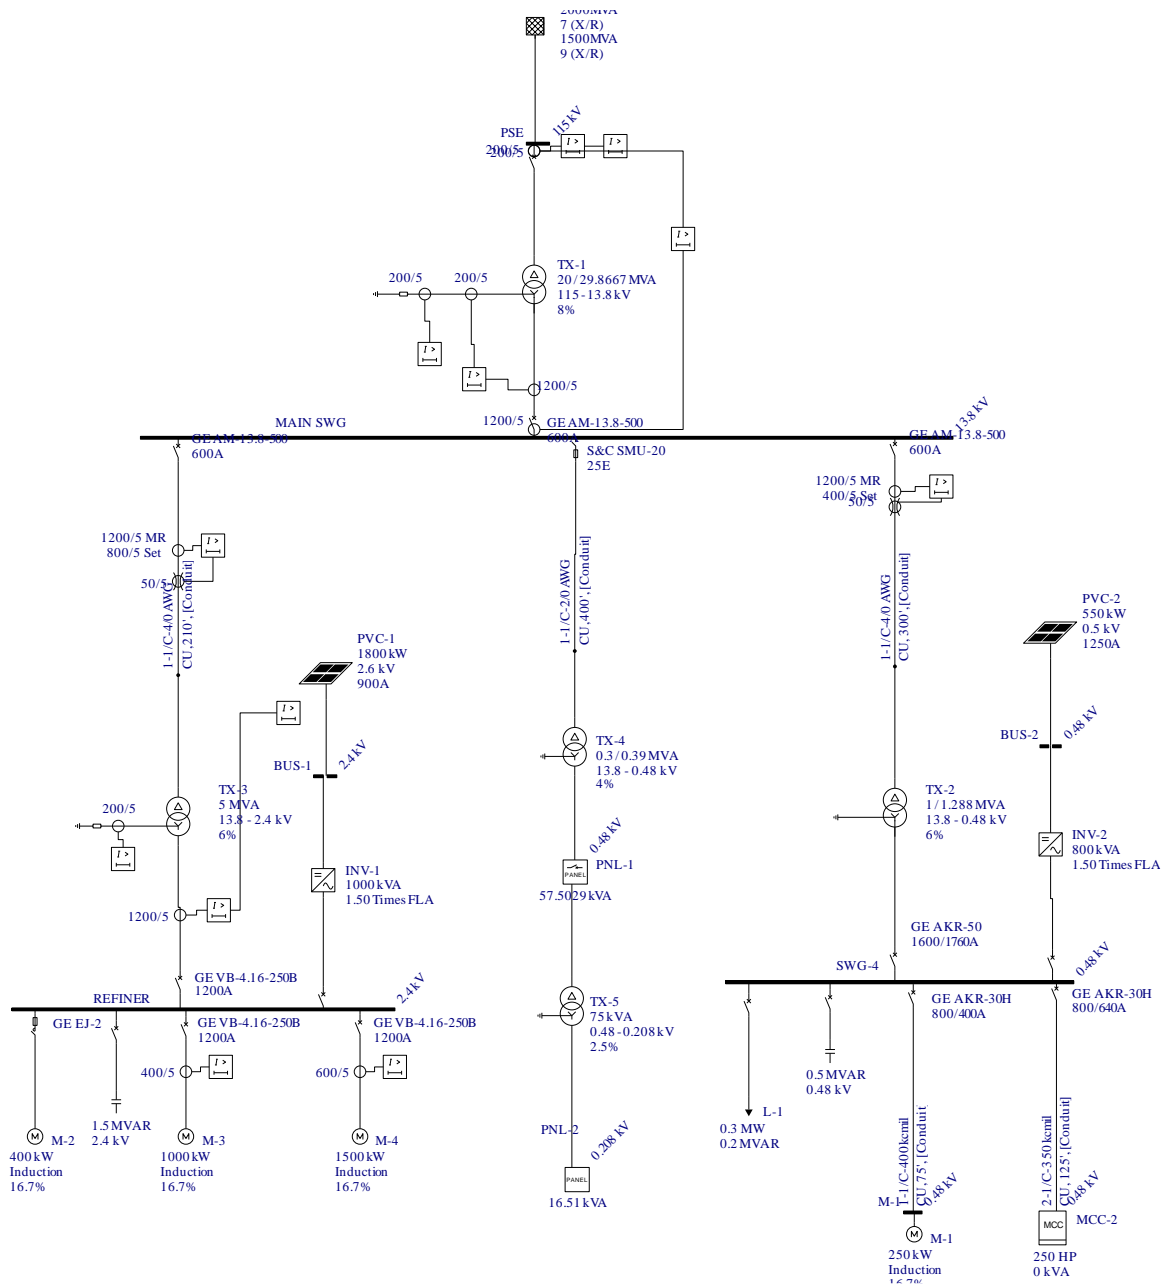 2000MVA
7 (X/R)
1500MVA
9 (X/R)
115 kV
PSE
200/5
200/5
I >
I >
I >
TX-1
20/29.8667 MVA
115 - 13.8 kV
8%
200/5
200/5
I >
I >
1200/5
1200/5
GE AM-13.8-500
600A
MAIN SWG
13.8 kV
GE AM-13.8-500
600A
S&C SMU-20
25E
GE AM-13.8-500
600A
1200/5 MR
400/5 Set
50/5
I >
1200/5 MR
800/5 Set
50/5
I >
1-1/C-4/0 AWG
CU, 210', [Conduit]
1-1/C-2/0 AWG
CU, 400', [Conduit]
1-1/C-4/0 AWG
CU, 300', [Conduit]
PVC-2
550 kW
0.5 kV
1250A
PVC-1
1800 kW
2.6 kV
900A
I >
BUS-1
2.4 kV
TX-4
0.3/0.39 MVA
13.8 - 0.48 kV
4%
BUS-2
0.48 kV
TX-3
5 MVA
13.8 - 2.4 kV
6%
200/5
I >
TX-2
1/1.288 MVA
13.8 - 0.48 kV
6%
0.48 kV
PNL-1
PANEL
57.5029 kVA
INV-1
1000 kVA
1.50 Times FLA
INV-2
800 kVA
1.50 Times FLA
1200/5
I >
GE AKR-50
1600/1760A
SWG-4
0.48 kV
GE VB-4.16-250B
1200A
REFINER
2.4 kV
GE EJ-2
GE VB-4.16-250B
1200A
GE VB-4.16-250B
1200A
TX-5
75 kVA
0.48 - 0.208 kV
2.5%
GE AKR-30H
800/400A
GE AKR-30H
800/640A
400/5
I >
600/5
I >
0.5 MVAR
0.48 kV
L-1
0.3 MW
0.2 MVAR
1.5 MVAR
2.4 kV
M
M-2
400 kW
Induction
16.7%
M
M-3
1000 kW
Induction
16.7%
M
M-4
1500 kW
Induction
16.7%
PNL-2
0.208 kV
PANEL
16.51 kVA
1-1/C-400 kcmil
CU, 75', [Conduit]
2-1/C-350 kcmil
CU, 125', [Conduit]
M-1
0.48 kV
0.48 kV
M
M-1
250 kW
Induction
16.7%
MCC
MCC-2
250 HP
0 kVA